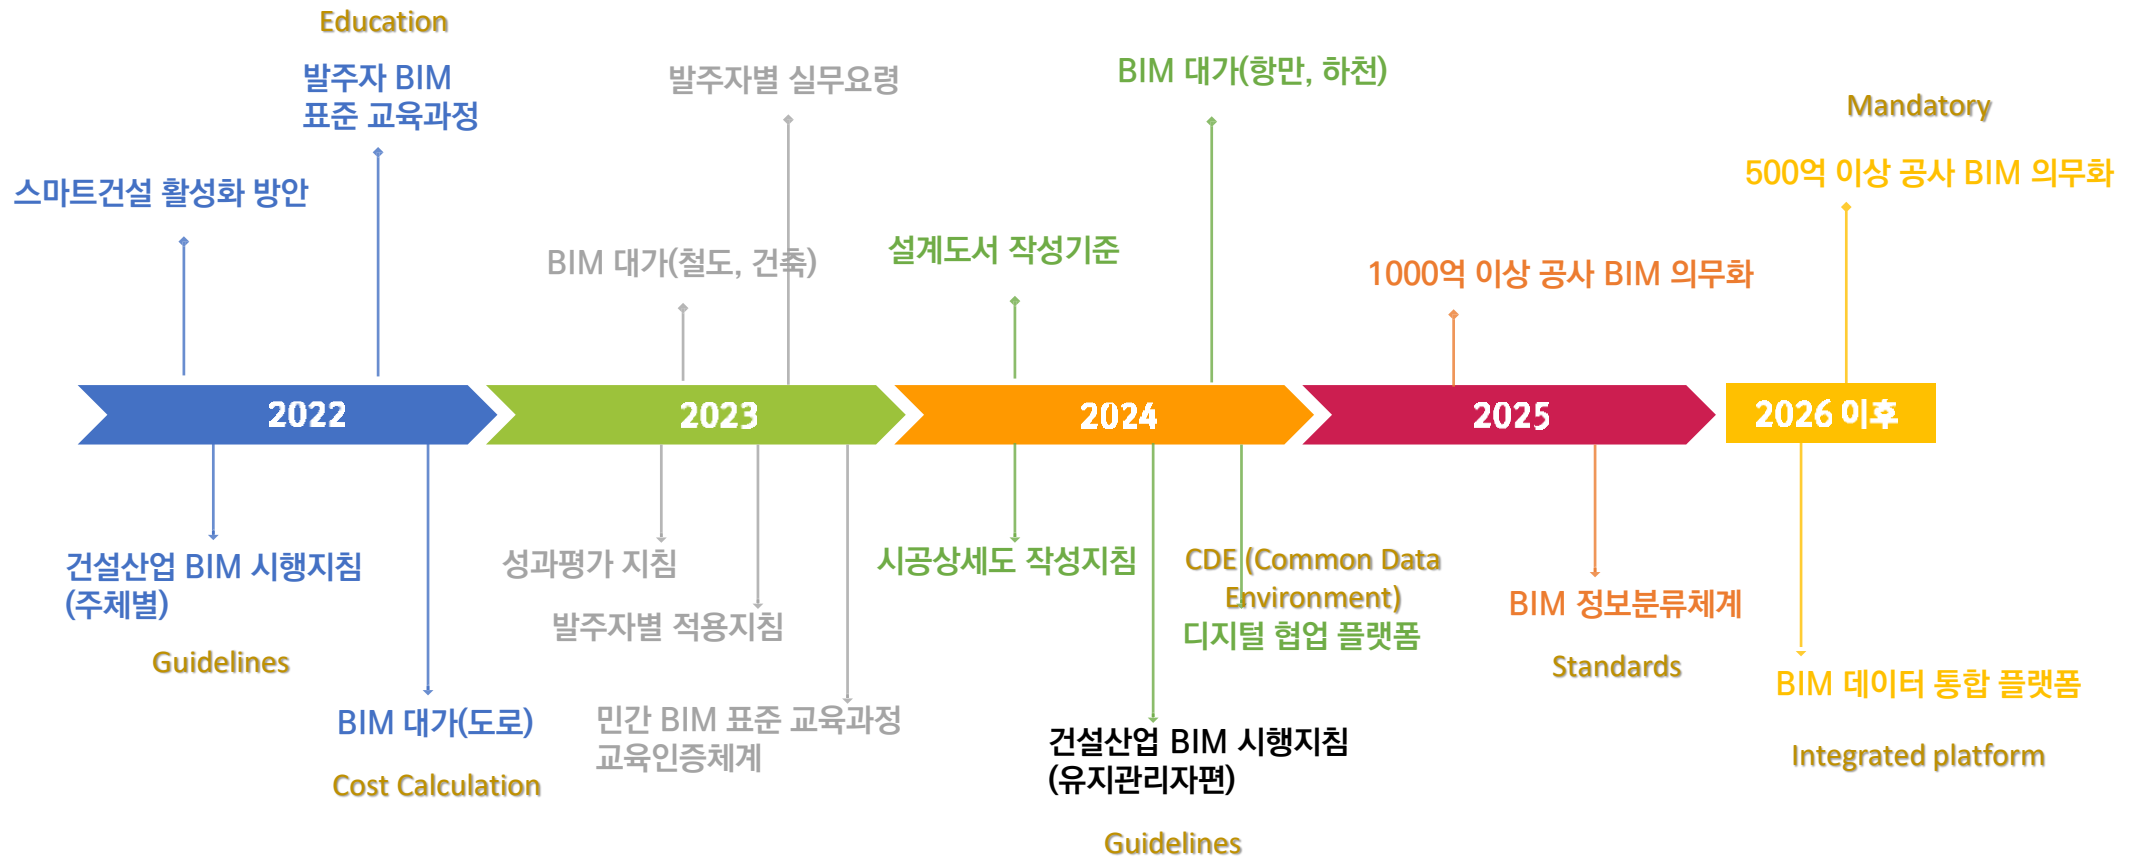 Education
발주자 BIM
표준 교육과정
스마트건설 활성화 방안
발주자별 실무요령
BIM 대가(철도, 건축)
BIM 대가(항만, 하천)
설계도서 작성기준
1000억 이상 공사 BIM 의무화
Mandatory
500억 이상 공사 BIM 의무화
2022
2023
2024
2025
2026 이후
건설산업 BIM 시행지침
(주체별)
Guidelines
BIM 대가(도로)
Cost Calculation
성과평가 지침
발주자별 적용지침
민간 BIM 표준 교육과정
교육인증체계
시공상세도 작성지침
CDE (Common Data
Environment)
디지털 협업 플랫폼
건설산업 BIM 시행지침
(유지관리자편)
Guidelines
BIM 정보분류체계
Standards
BIM 데이터 통합 플랫폼
Integrated platform